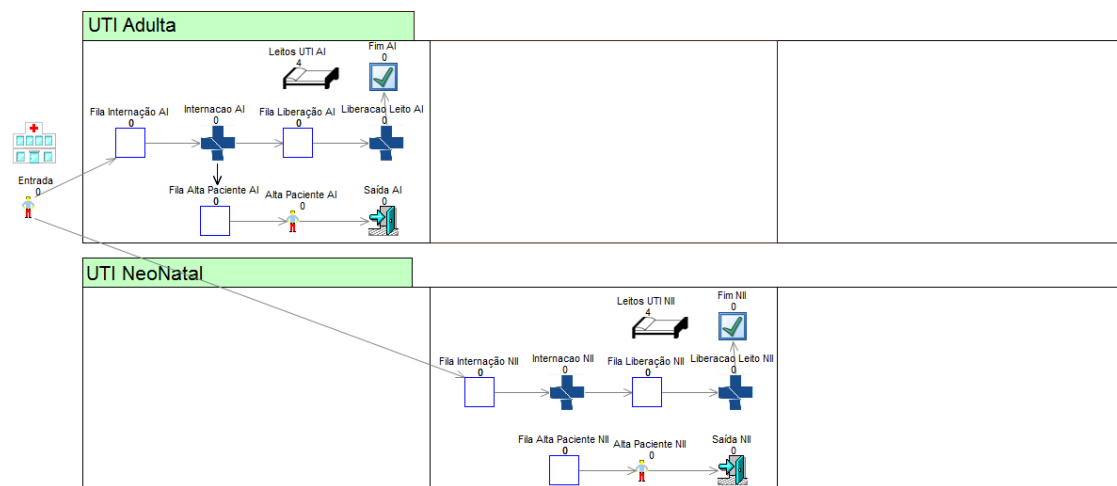 UTI Adulta
Leitos UTI AI
4
Fim AI
0
Fila Internação AI
0
Internacao AI
0
Fila Liberação AI
0
Liberacao Leito AI
0
Entrada
0
Fila Alta Paciente AI
0
Alta Paciente AI
0
Saída AI
0
UTI NeoNatal
Leitos UTI NII
4
Fim NII
0
Fila Internação NII
0
Internacao NII
0
Fila Liberação NII
0
Liberacao Leito NII
0
Fila Alta Paciente NII
0
Alta Paciente NII
0
Saída NII
0